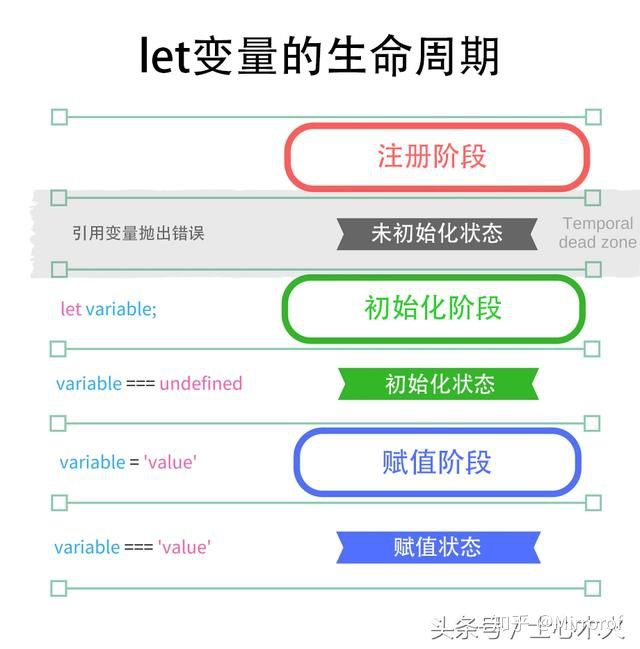 let变量的生命周期
注册阶段
引用变量抛出错误 未初始化状态 Temporal
dead zone
let variable; 初始化阶段
variable === undefined 初始化状态
variable = 'value' 赋值阶段
variable === 'value' 赋值状态
头条号 知乎